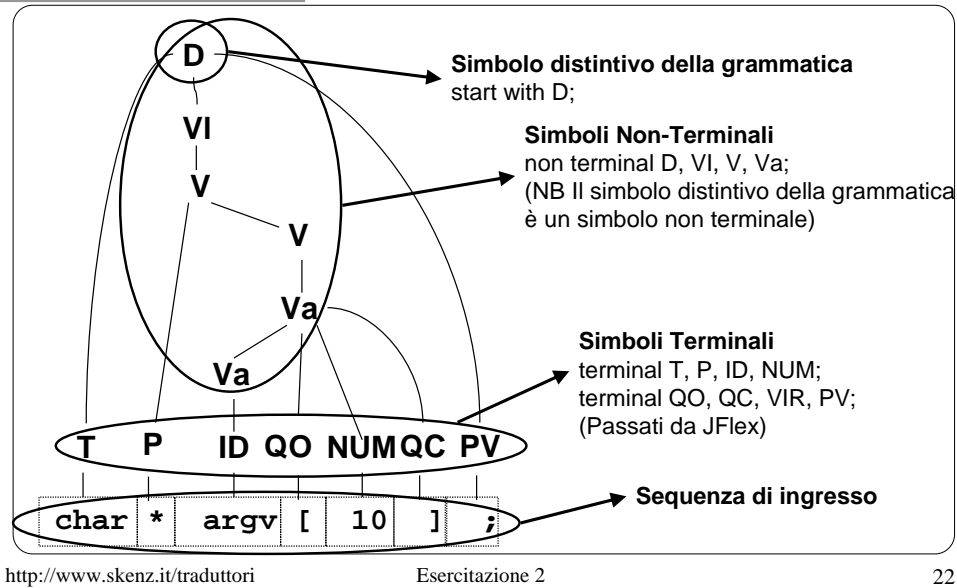 D
Simbolo distintivo della grammatica
start with D;
VI
Simboli Non-Terminali
non terminal D, VI, V, Va;
(NB Il simbolo distintivo della grammatica
è un simbolo non terminale)
V
V
Va
Simboli Terminali
terminal T, P, ID, NUM;
terminal QO, QC, VIR, PV;
(Passati da JFlex)
Va
T P ID QO NUM QC PV
Sequenza di ingresso
char * argv [ 10 ] ;
http://www.skenz.it/traduttori Esercitazione 2 22